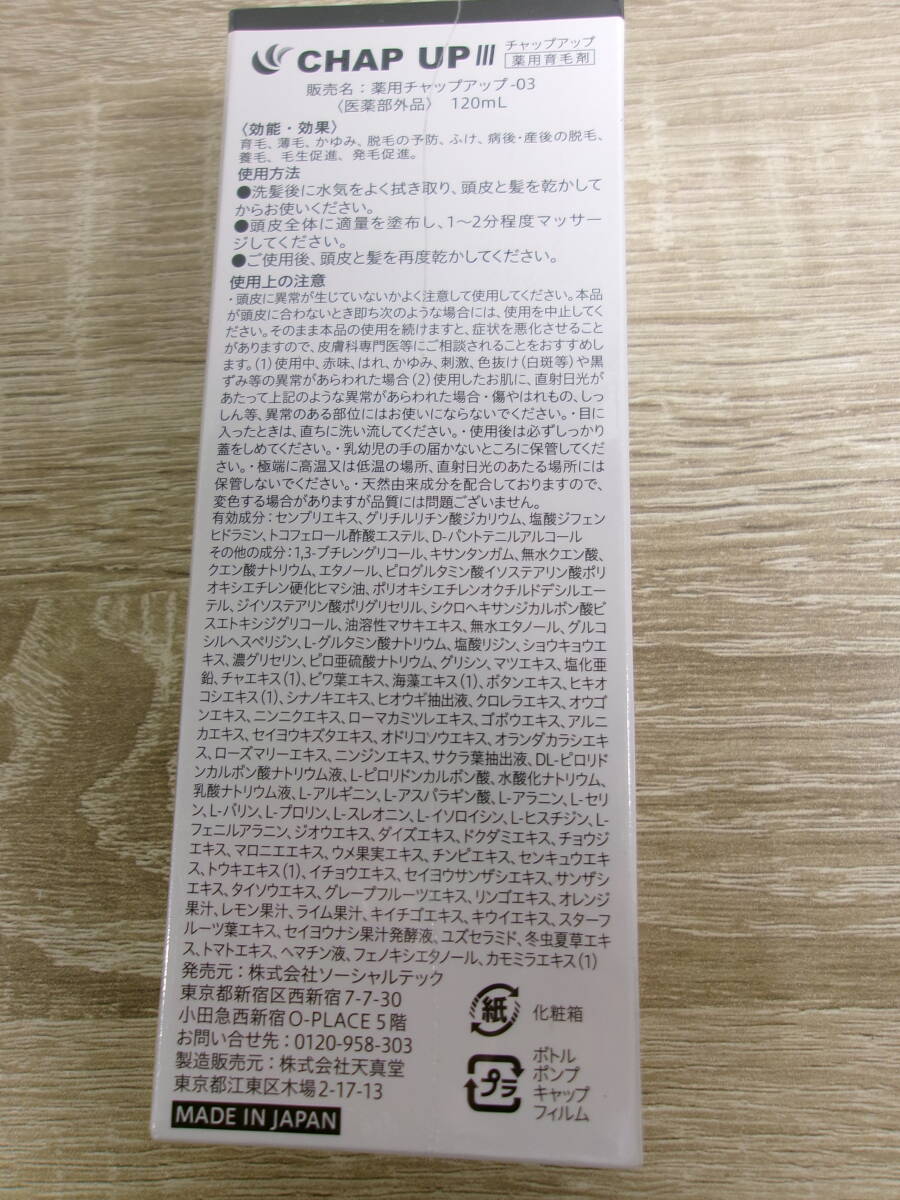 CHAP UP III チャップアップ 薬用育毛剤
販売名：薬用チャップアップ-03
〈医薬部外品〉 120mL
〈効能・効果〉
育毛、薄毛、かゆみ、脱毛の予防、ふけ、病後・産後の脱毛、
養毛、毛生促進、発毛促進。
使用方法
●洗髪後に水気をよく拭き取り、頭皮と髪を乾かして
からお使いください。
●頭皮全体に適量を塗布し、1～2分程度マッサー
ジしてください。
●ご使用後、頭皮と髪を再度乾かしてください。
使用上の注意
・頭皮に異常が生じていないかよく注意して使用してください。本品
が頭皮に合わないとき即ち次のような場合には、使用を中止してく
ださい。そのまま本品の使用を続けますと、症状を悪化させること
がありますので、皮膚科専門医等にご相談されることをおすすめし
ます。(1)使用中、赤味、はれ、かゆみ、刺激、色抜け(白斑等)や黒
ずみ等の異常があらわれた場合(2)使用したお肌に、直射日光が
あたって上記のような異常があらわれた場合・傷やはれもの、しっ
しん等、異常のある部位にはお使いにならないでください。・目に
入ったときは、直ちに洗い流してください。・使用後は必ずしっかり
蓋をしめてください。・乳幼児の手の届かないところに保管してくだ
さい。・極端に高温又は低温の場所、直射日光のあたる場所には
保管しないでください。・天然由来成分を配合しておりますので、
変色する場合がありますが品質には問題ございません。
有効成分：センブリエキス、グリチルリチン酸ジカリウム、塩酸ジフェン
ヒドラミン、トコフェロール酢酸エステル、D-パントテニルアルコール
その他の成分：1,3-ブチレングリコール、キサンタンガム、無水クエン酸、
クエン酸ナトリウム、エタノール、ピログルタミン酸イソステアリン酸ポリ
オキシエチレン硬化ヒマシ油、ポリオキシエチレンオクチルドデシルエー
テル、ジイソステアリン酸ポリグリセリル、シクロヘキサンジカルボン酸ビ
スエトキシジグリコール、油溶性マサキエキス、無水エタノール、グルコ
シルヘスペリジン、L-グルタミン酸ナトリウム、塩酸リジン、ショウキョウエ
キス、濃グリセリン、ピロ亜硫酸ナトリウム、グリシン、マツエキス、塩化亜
鉛、チャエキス(1)、ビワ葉エキス、海藻エキス(1)、ボタンエキス、ヒキオ
コシエキス(1)、シナノキエキス、ヒオウギ抽出液、クロレラエキス、オウゴ
ンエキス、ニンニクエキス、ローマカミツレエキス、ゴボウエキス、アルニ
カエキス、セイヨウキズタエキス、オドリコソウエキス、オランダカラシエキ
ス、ローズマリーエキス、ニンジンエキス、サクラ葉抽出液、DL-ピロリド
ンカルボン酸ナトリウム液、L-ピロリドンカルボン酸、水酸化ナトリウム、
乳酸ナトリウム液、L-アルギニン、L-アスパラギン酸、L-アラニン、L-セリ
ン、L-バリン、L-プロリン、L-スレオニン、L-イソロイシン、L-ヒスチジン、L-
フェニルアラニン、ジオウエキス、ダイズエキス、ドクダミエキス、チョウジ
エキス、マロニエエキス、ウメ果実エキス、チンピエキス、センキュウエキ
ス、トウキエキス(1)、イチョウエキス、セイヨウサンザシエキス、サンザシ
エキス、タイソウエキス、グレープフルーツエキス、リンゴエキス、オレンジ
果汁、レモン果汁、ライム果汁、キイチゴエキス、キウイエキス、スターフ
ルーツ葉エキス、セイヨウナシ果汁発酵液、ユズセラミド、冬虫夏草エキ
ス、トマトエキス、ヘマチン液、フェノキシエタノール、カモミラエキス(1)
発売元：株式会社ソーシャルテック
東京都新宿区西新宿7-7-30
小田急西新宿O-PLACE 5階
お問い合せ先：0120-958-303
製造販売元：株式会社天真堂
東京都江東区木場2-17-13
MADE IN JAPAN
紙 化粧箱
プラ ボトル
ポンプ
キャップ
フィルム